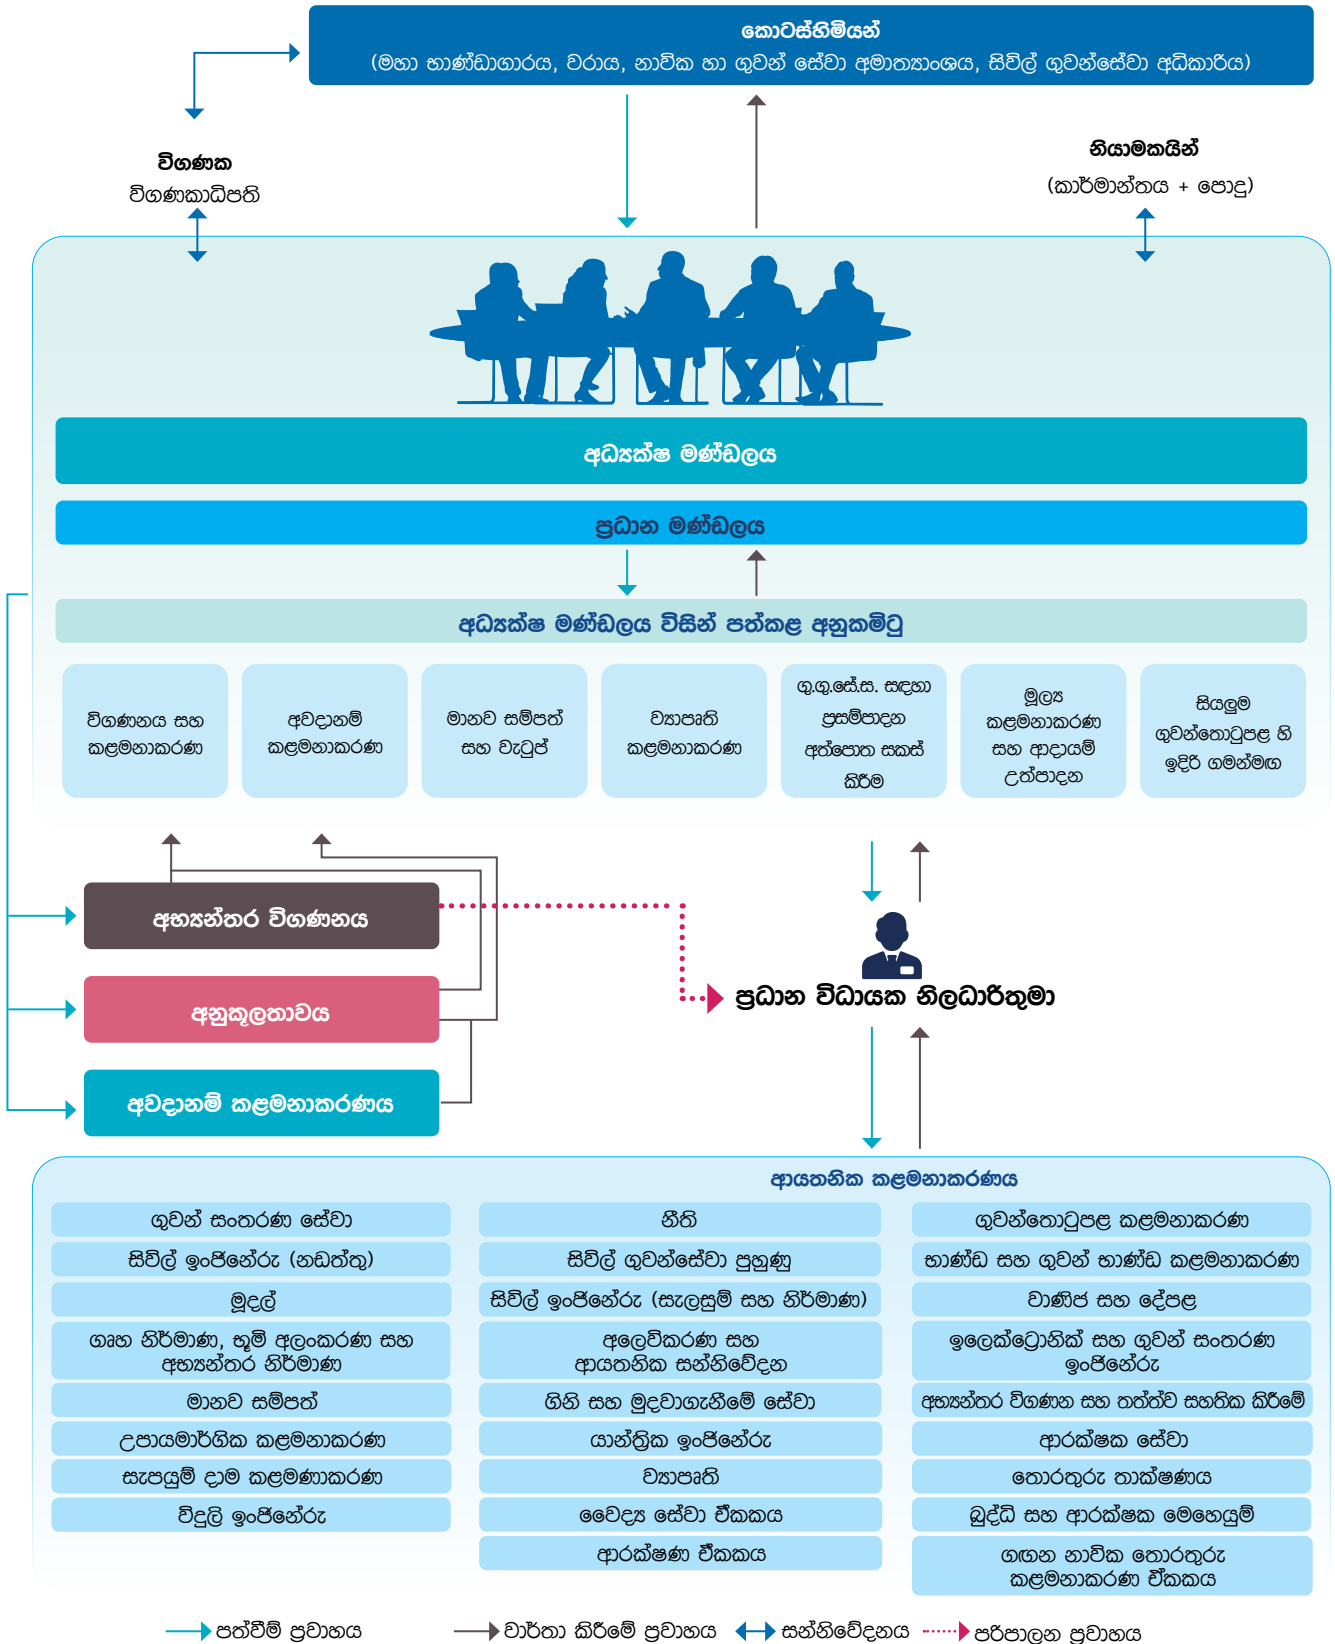 කොටස්හිමියන්
(මහා භාණ්ඩාගාරය, වරාය, නාවික හා ගුවන් සේවා අමාත්‍යාංශය, සිවිල් ගුවන්සේවා අධිකාරිය)
විගණක
විගණකාධිපති
නියාමකයින්
(කාර්මාන්තය + පොදු)
අධ්‍යක්ෂ මණ්ඩලය
ප්‍රධාන මණ්ඩලය
අධ්‍යක්ෂ මණ්ඩලය විසින් පත්කළ අනුකමිටු
විගණනය සහ
කළමනාකරණ
අවදානම්
කළමනාකරණ
මානව සම්පත්
සහ වැටුප්
ව්‍යාපෘති
කළමනාකරණ
ගු.ගු.සේ.ස. සඳහා
ප්‍රසම්පාදන
අත්පොත සකස්
කිරීම
මූල්‍ය
කළමනාකරණ
සහ ආදායම්
උත්පාදන
සියලුම
ගුවන්තොටුපළ හි
ඉදිරි ගමන්මඟ
අභ්‍යන්තර විගණනය
අනුකූලතාවය
අවදානම් කළමනාකරණය
ප්‍රධාන විධායක නිලධාරිතුමා
ආයතනික කළමනාකරණය
ගුවන් සංතරණ සේවා
සිවිල් ඉංජිනේරු (නඩත්තු)
මූදල්
ගෘහ නිර්මාණ, භූමි අලංකරණ සහ
අභ්‍යන්තර නිර්මාණ
මානව සම්පත්
උපායමාර්ගික කළමනාකරණ
සැපයුම් දාම කළමණාකරණ
විදුලි ඉංජිනේරු
නීති
සිවිල් ගුවන්සේවා පුහුණු
සිවිල් ඉංජිනේරු (සැලසුම් සහ නිර්මාණ)
අලෙවිකරණ සහ
ආයතනික සන්නිවේදන
ගිනි සහ මුදවාගැනීමේ සේවා
යාන්ත්‍රික ඉංජිනේරු
ව්‍යාපෘති
වෛද්‍ය සේවා ඒකකය
ආරක්ෂණ ඒකකය
ගුවන්තොටුපළ කළමනාකරණ
භාණ්ඩ සහ ගුවන් භාණ්ඩ කළමනාකරණ
වාණිජ සහ දේපළ
ඉලෙක්ට්‍රොනික් සහ ගුවන් සංතරණ
ඉංජිනේරු
අභ්‍යන්තර විගණන සහ තත්ත්ව සහතික කිරීමේ
ආරක්ෂක සේවා
තොරතුරු තාක්ෂණය
බුද්ධි සහ ආරක්ෂක මෙහෙයුම්
ගඟන නාවික තොරතුරු
කළමනාකරණ ඒකකය
පත්වීම් ප්‍රවාහය
වාර්තා කිරීමේ ප්‍රවාහය
සන්නිවේදනය
පරිපාලන ප්‍රවාහය